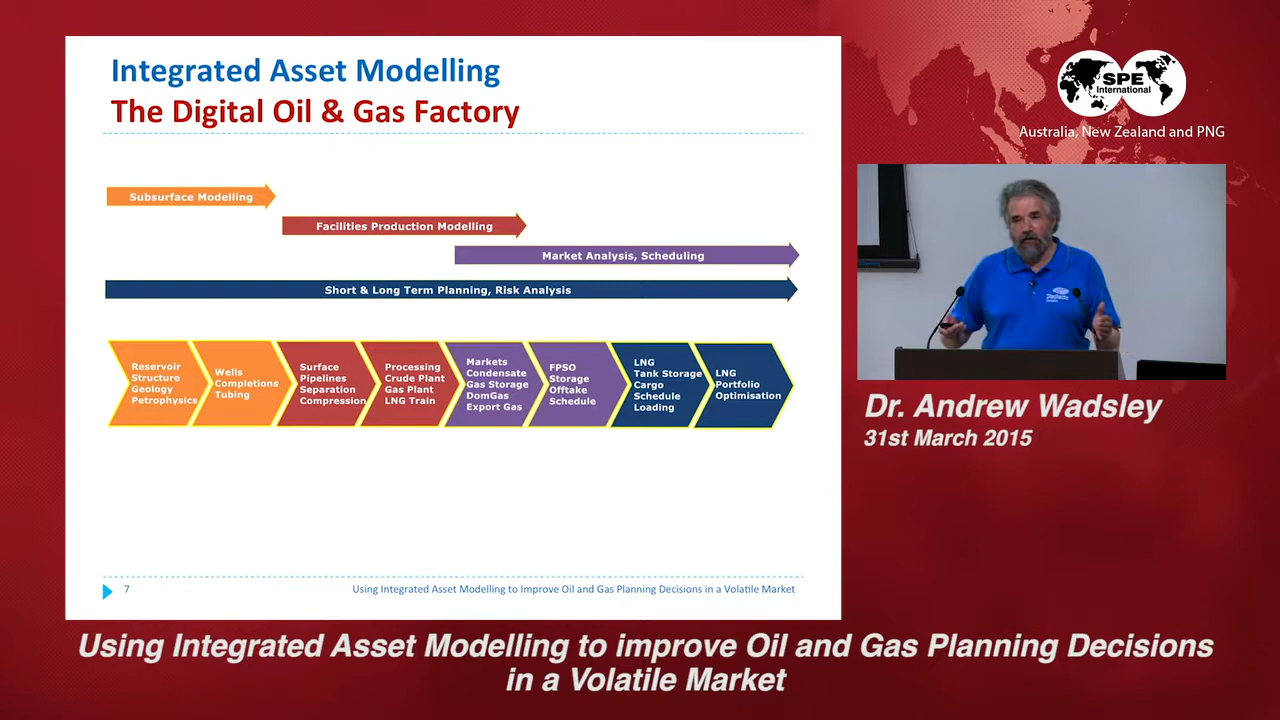 Integrated Asset Modelling
The Digital Oil & Gas Factory
Subsurface Modelling
Facilities Production Modelling
Market Analysis, Scheduling
Short & Long Term Planning, Risk Analysis
Reservoir
Structure
Geology
Petrophysics
Wells
Completions
Tubing
Surface
Pipelines
Separation
Compression
Processing
Crude Plant
Gas Plant
LNG Train
Markets
Condensate
Gas Storage
DomGas
Export Gas
FPSO
Storage
Offtake
Schedule
LNG
Tank Storage
Cargo
Schedule
Loading
LNG
Portfolio
Optimisation
7
Using Integrated Asset Modelling to Improve Oil and Gas Planning Decisions in a Volatile Market
SPE
International
Australia, New Zealand and PNG
Dr. Andrew Wadsley
31st March 2015
Using Integrated Asset Modelling to improve Oil and Gas Planning Decisions
in a Volatile Market